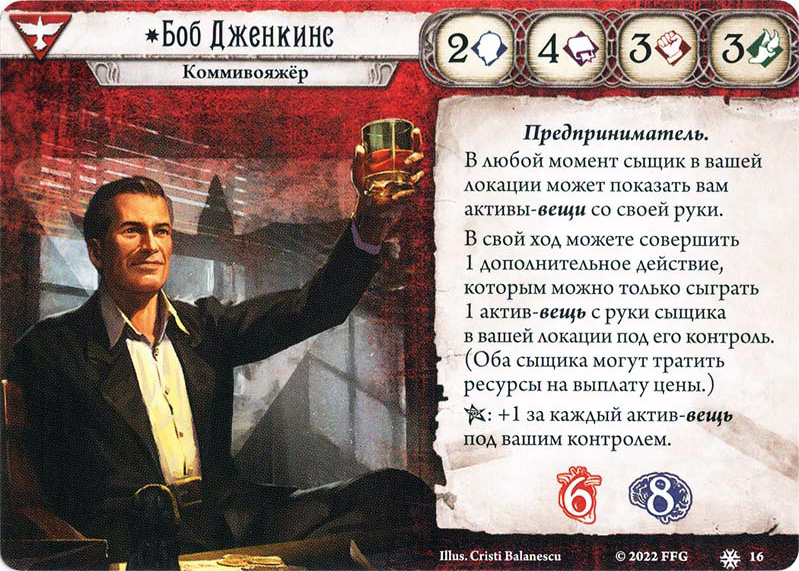 *Боб Дженкинс
Коммивояжёр
2 4 3 3
Предприниматель.
В любой момент сыщик в вашей
локации может показать вам
активы-вещи со своей руки.
В свой ход можете совершить
1 дополнительное действие,
которым можно только сыграть
1 актив-вещь с руки сыщика
в вашей локации под его контроль.
(Оба сыщика могут тратить
ресурсы на выплату цены.)
: +1 за каждый актив-вещь
под вашим контролем.
6 8
Illus. Cristi Balanescu © 2022 FFG 16